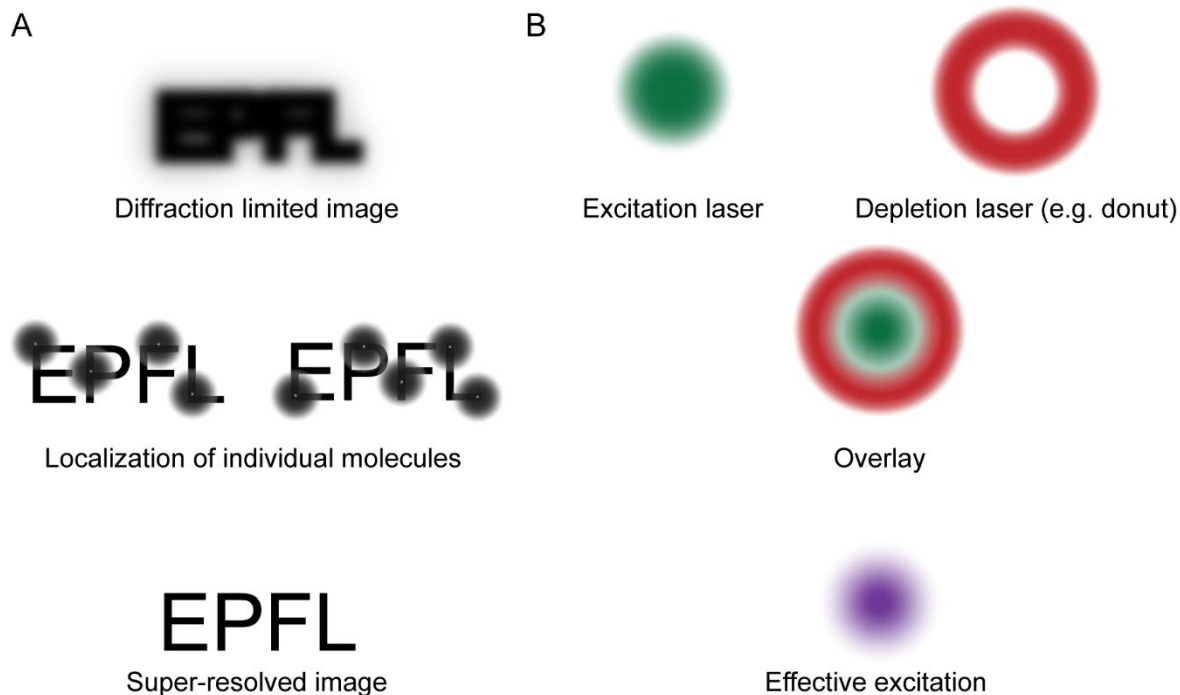 A
EPFL
Diffraction limited image
EPFL
EPFL
Localization of individual molecules
EPFL
Super-resolved image
B
Excitation laser
Depletion laser (e.g. donut)
Overlay
Effective excitation